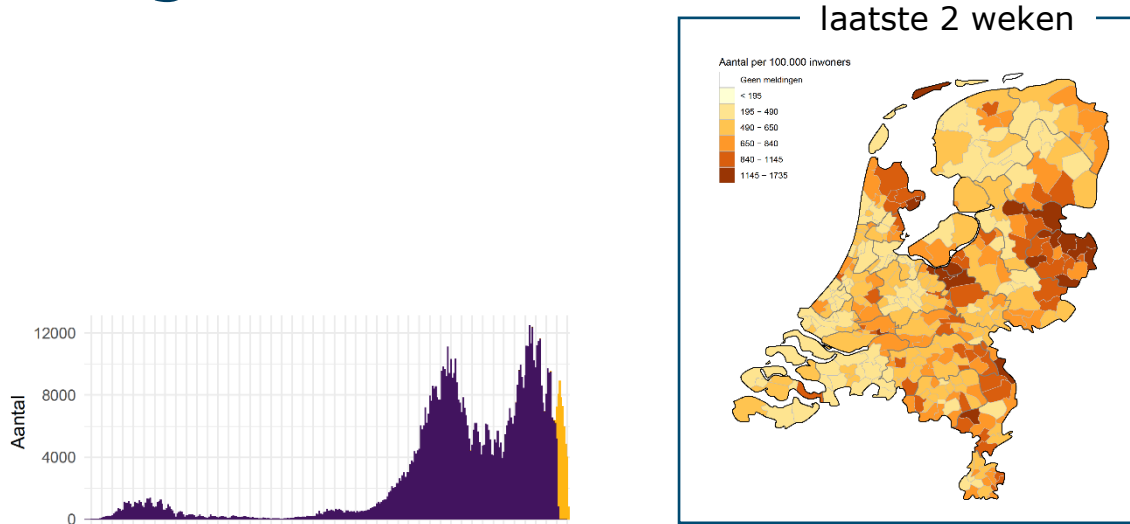 laatste 2 weken
Aantal per 100.000 inwoners
Geen meldingen
< 195
195 – 490
490 – 650
650 – 840
840 – 1145
1145 – 1735
12000
8000
4000
0
Aantal